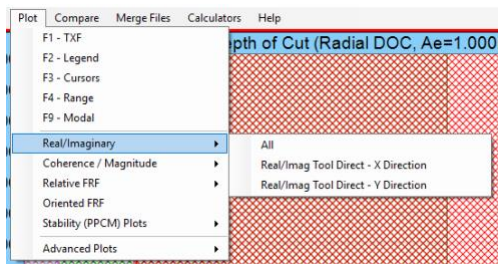 Plot Compare Merge Files Calculators Help
F1 - TXF
epth of Cut (Radial DOC, Ae=1.000
F2 - Legend
F3 - Cursors
F4 - Range
F9 - Modal
Real/Imaginary
All
Coherence / Magnitude
Real/Imag Tool Direct - X Direction
Relative FRF
Real/Imag Tool Direct - Y Direction
Oriented FRF
Stability (PPCM) Plots
Advanced Plots